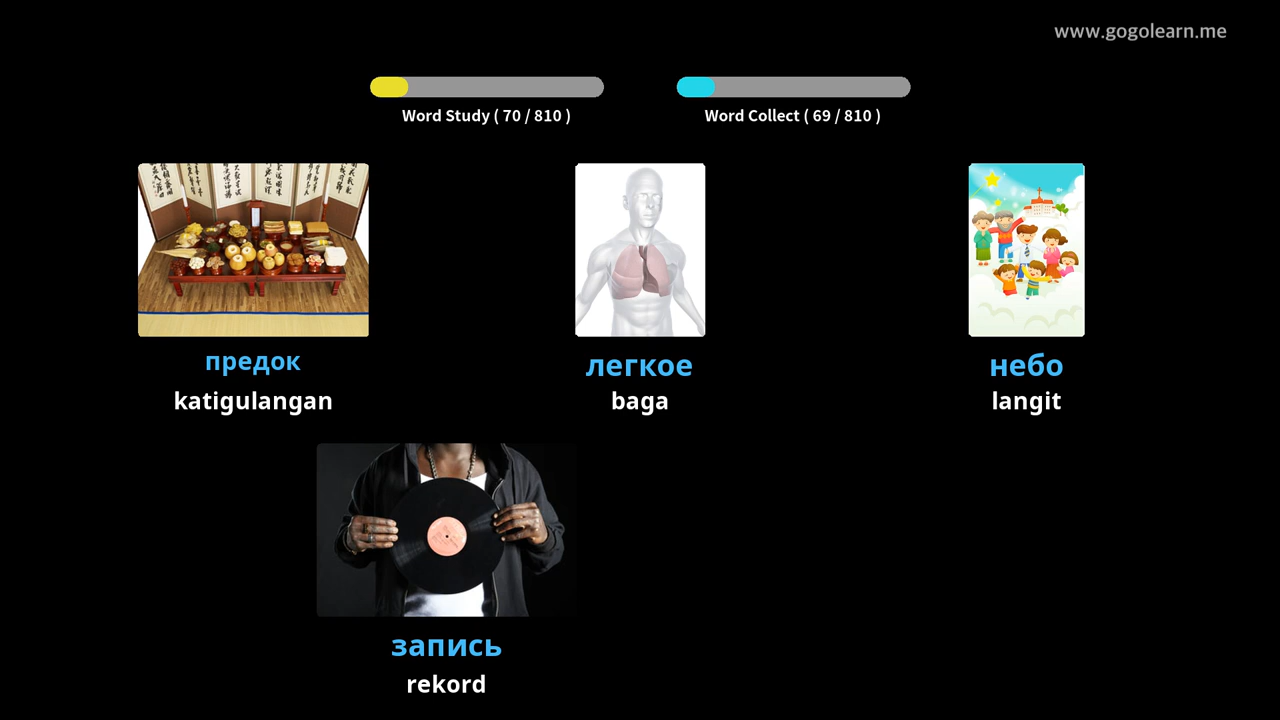 www.gogolearn.me
Word Study ( 70 / 810 )
Word Collect ( 69 / 810 )
предок
katigulangan
легкое
baga
небо
langit
запись
rekord